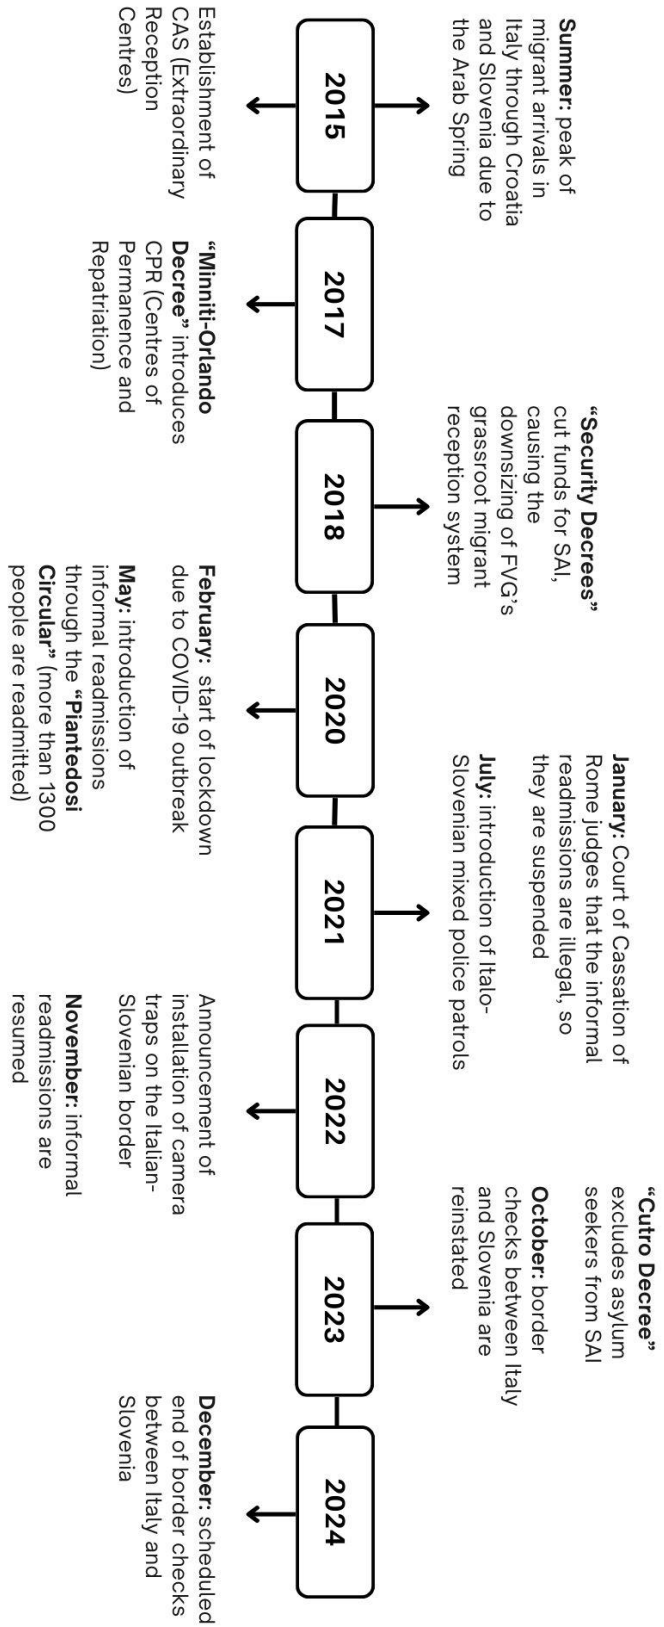 Summer: peak of
migrant arrivals in
Italy through Croatia
and Slovenia due to
the Arab Spring
2015
Establishment of
CAS (Extraordinary
Reception
Centres)
2017
“Minniti-Orlando
Decree” introduces
CPR (Centres of
Permanence and
Repatriation)
“Security Decrees”
cut funds for SAI,
causing the
downsizing of FVG’s
grassroot migrant
reception system
2018
2020
February: start of lockdown
due to COVID-19 outbreak
May: introduction of
informal readmissions
through the “Piantedosi
Circular” (more than 1300
people are readmitted)
January: Court of Cassation of
Rome judges that the informal
readmissions are illegal, so
they are suspended
July: introduction of Italo-
Slovenian mixed police patrols
2021
2022
Announcement of
installation of camera
traps on the Italian-
Slovenian border
November: informal
readmissions are
resumed
“Cutro Decree”
excludes asylum
seekers from SAI
October: border
checks between Italy
and Slovenia are
reinstated
2023
2024
December: scheduled
end of border checks
between Italy and
Slovenia